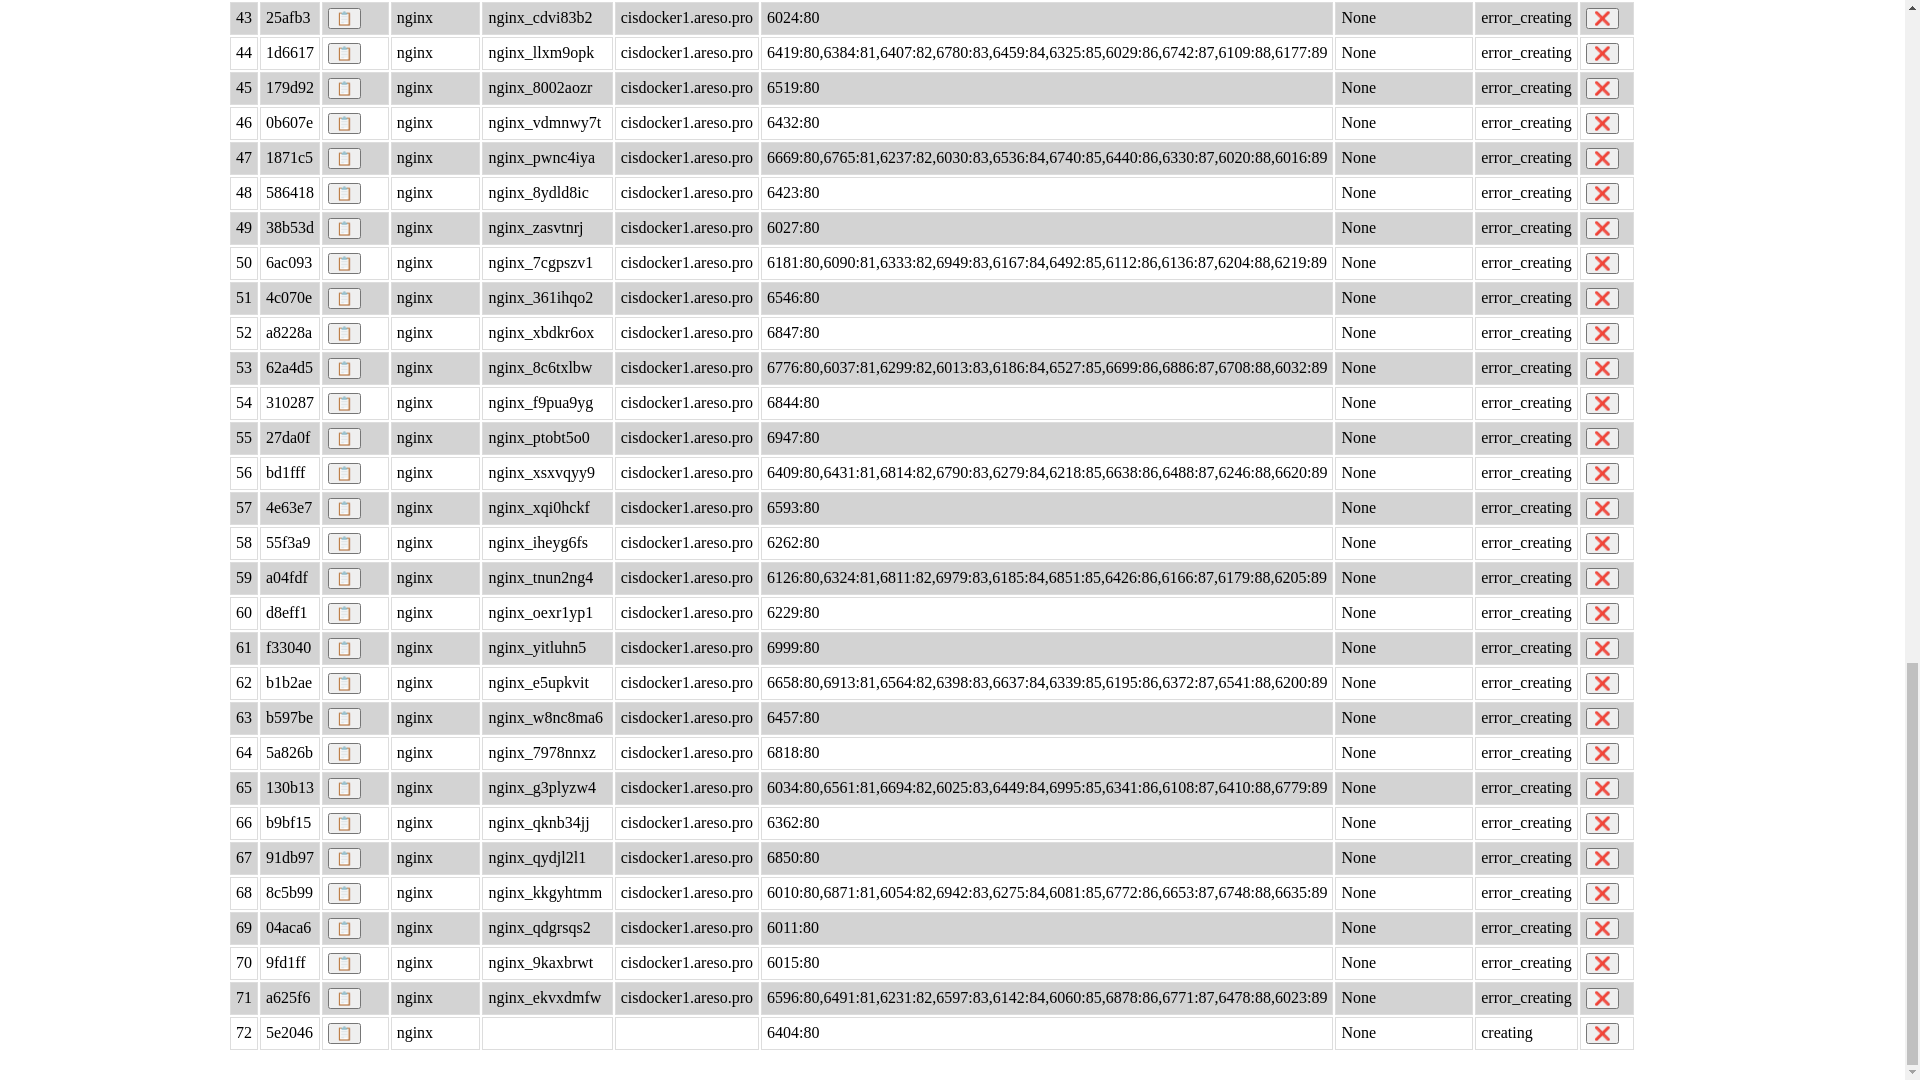 43 25afb3 nginx nginx_cdvi83b2 cisdocker1.areso.pro 6024:80 None error_creating
44 1d6617 nginx nginx_llxm9opk cisdocker1.areso.pro 6419:80,6384:81,6407:82,6780:83,6459:84,6325:85,6029:86,6742:87,6109:88,6177:89 None error_creating
45 179d92 nginx nginx_8002aozr cisdocker1.areso.pro 6519:80 None error_creating
46 0b607e nginx nginx_vdmnwy7t cisdocker1.areso.pro 6432:80 None error_creating
47 1871c5 nginx nginx_pwnc4iya cisdocker1.areso.pro 6669:80,6765:81,6237:82,6030:83,6536:84,6740:85,6440:86,6330:87,6020:88,6016:89 None error_creating
48 586418 nginx nginx_8ydld8ic cisdocker1.areso.pro 6423:80 None error_creating
49 38b53d nginx nginx_zasvtnrj cisdocker1.areso.pro 6027:80 None error_creating
50 6ac093 nginx nginx_7cgpszv1 cisdocker1.areso.pro 6181:80,6090:81,6333:82,6949:83,6167:84,6492:85,6112:86,6136:87,6204:88,6219:89 None error_creating
51 4c070e nginx nginx_361ihqo2 cisdocker1.areso.pro 6546:80 None error_creating
52 a8228a nginx nginx_xbdkr6ox cisdocker1.areso.pro 6847:80 None error_creating
53 62a4d5 nginx nginx_8c6txlbw cisdocker1.areso.pro 6776:80,6037:81,6299:82,6013:83,6186:84,6527:85,6699:86,6886:87,6708:88,6032:89 None error_creating
54 310287 nginx nginx_f9pua9yg cisdocker1.areso.pro 6844:80 None error_creating
55 27da0f nginx nginx_ptobt5o0 cisdocker1.areso.pro 6947:80 None error_creating
56 bd1fff nginx nginx_xsxvqyy9 cisdocker1.areso.pro 6409:80,6431:81,6814:82,6790:83,6279:84,6218:85,6638:86,6488:87,6246:88,6620:89 None error_creating
57 4e63e7 nginx nginx_xqi0hckf cisdocker1.areso.pro 6593:80 None error_creating
58 55f3a9 nginx nginx_iheyg6fs cisdocker1.areso.pro 6262:80 None error_creating
59 a04fdf nginx nginx_tnun2ng4 cisdocker1.areso.pro 6126:80,6324:81,6811:82,6979:83,6185:84,6851:85,6426:86,6166:87,6179:88,6205:89 None error_creating
60 d8eff1 nginx nginx_oexr1yp1 cisdocker1.areso.pro 6229:80 None error_creating
61 f33040 nginx nginx_yitluhn5 cisdocker1.areso.pro 6999:80 None error_creating
62 b1b2ae nginx nginx_e5upkvit cisdocker1.areso.pro 6658:80,6913:81,6564:82,6398:83,6637:84,6339:85,6195:86,6372:87,6541:88,6200:89 None error_creating
63 b597be nginx nginx_w8nc8ma6 cisdocker1.areso.pro 6457:80 None error_creating
64 5a826b nginx nginx_7978nnxz cisdocker1.areso.pro 6818:80 None error_creating
65 130b13 nginx nginx_g3plyzw4 cisdocker1.areso.pro 6034:80,6561:81,6694:82,6025:83,6449:84,6995:85,6341:86,6108:87,6410:88,6779:89 None error_creating
66 b9bf15 nginx nginx_qknb34jj cisdocker1.areso.pro 6362:80 None error_creating
67 91db97 nginx nginx_qydjl2l1 cisdocker1.areso.pro 6850:80 None error_creating
68 8c5b99 nginx nginx_kkgyhtmm cisdocker1.areso.pro 6010:80,6871:81,6054:82,6942:83,6275:84,6081:85,6772:86,6653:87,6748:88,6635:89 None error_creating
69 04aca6 nginx nginx_qdgrsqs2 cisdocker1.areso.pro 6011:80 None error_creating
70 9fd1ff nginx nginx_9kaxbrwt cisdocker1.areso.pro 6015:80 None error_creating
71 a625f6 nginx nginx_ekvxdmfw cisdocker1.areso.pro 6596:80,6491:81,6231:82,6597:83,6142:84,6060:85,6878:86,6771:87,6478:88,6023:89 None error_creating
72 5e2046 nginx 6404:80 None creating